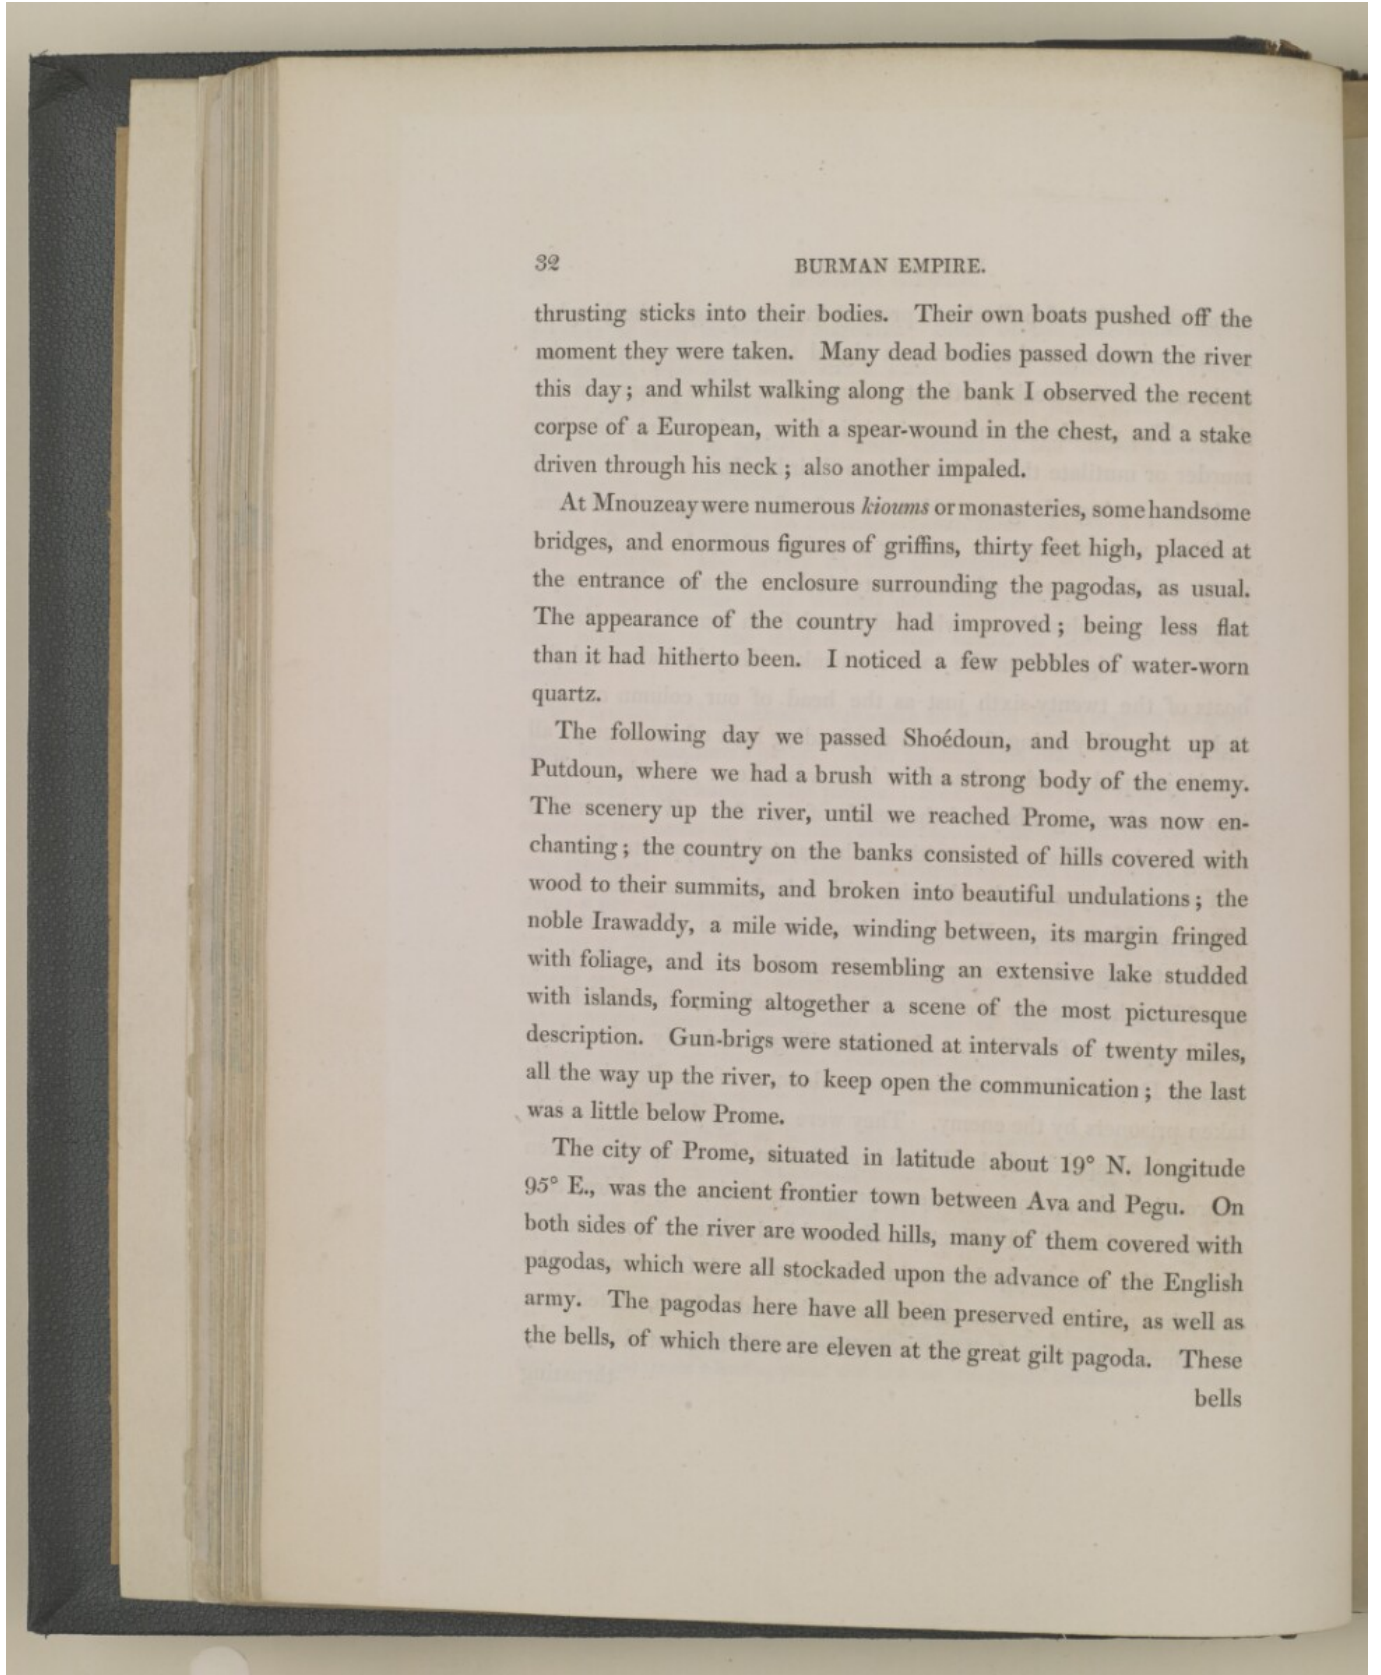 32
BURMAN EMPIRE.
thrusting sticks into their bodies. Their own boats pushed off the
moment they were taken. Many dead bodies passed down the river
this day; and whilst walking along the bank I observed the recent
corpse of a European, with a spear-wound in the chest, and a stake
driven through his neck; also another impaled.
At Mnouzeay were numerous kioums or monasteries, some handsome
bridges, and enormous figures of griffins, thirty feet high, placed at
the entrance of the enclosure surrounding the pagodas, as usual.
The appearance of the country had improved; being less flat
than it had hitherto been. I noticed a few pebbles of water-worn
quartz.
The following day we passed Shoédoun, and brought up at
Putdoun, where we had a brush with a strong body of the enemy.
The scenery up the river, until we reached Prome, was now en-
chanting; the country on the banks consisted of hills covered with
wood to their summits, and broken into beautiful undulations; the
noble Irawaddy, a mile wide, winding between, its margin fringed
with foliage, and its bosom resembling an extensive lake studded
with islands, forming altogether a scene of the most picturesque
description. Gun-brigs were stationed at intervals of twenty miles,
all the way up the river, to keep open the communication; the last
was a little below Prome.
The city of Prome, situated in latitude about 19° N. longitude
95° E., was the ancient frontier town between Ava and Pegu. On
both sides of the river are wooded hills, many of them covered with
pagodas, which were all stockaded upon the advance of the English
army. The pagodas here have all been preserved entire, as well as
the bells, of which there are eleven at the great gilt pagoda. These
bells